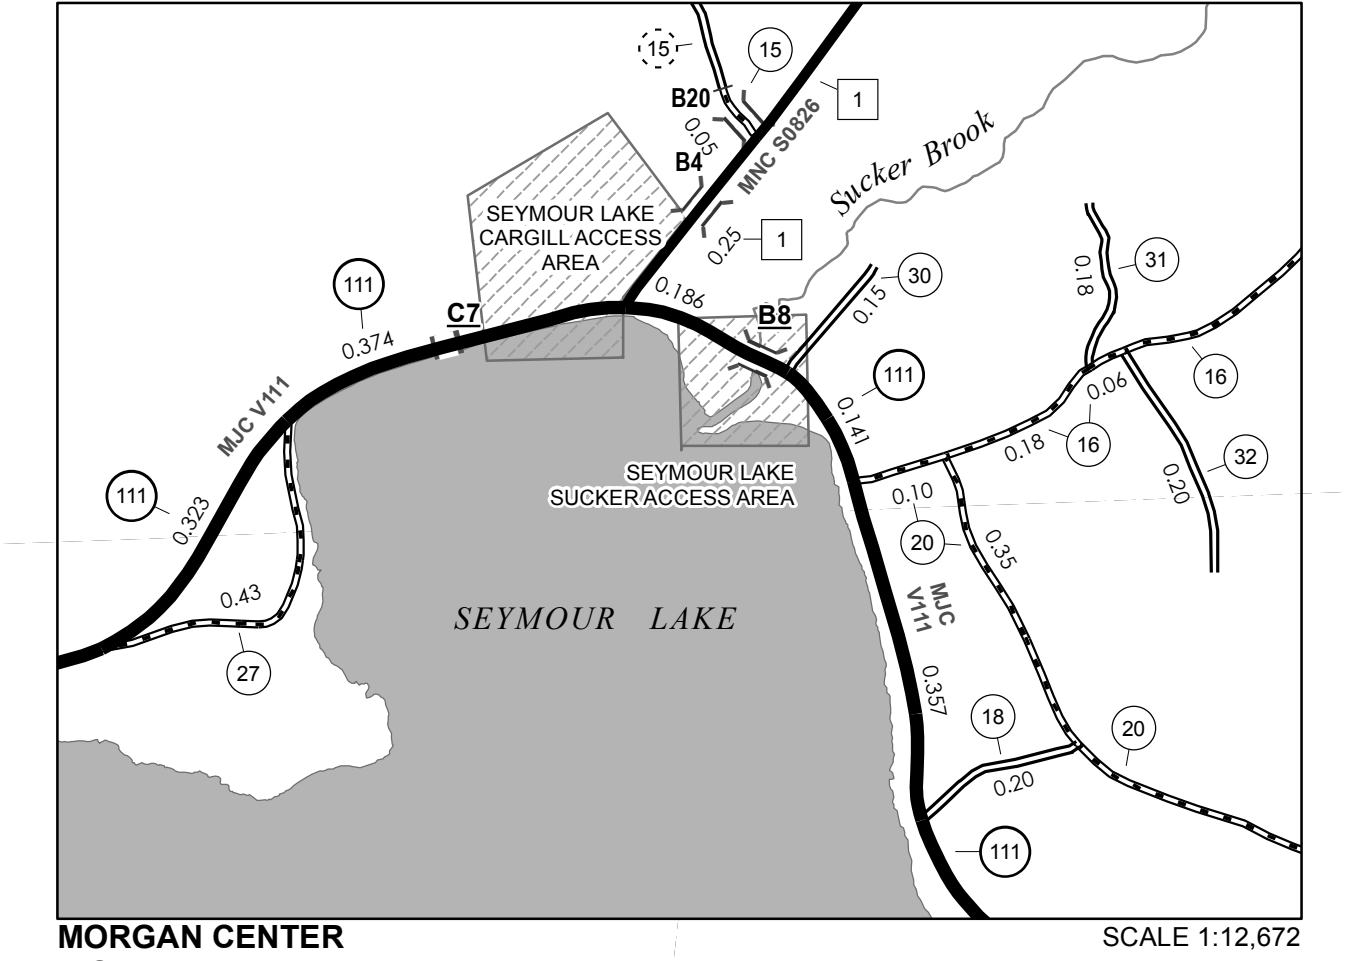 15
15
B20
1
0.05
MNC S0826
Sucker Brook
B4
SEYMOUR LAKE
CARGILL ACCESS
AREA
0.25
1
111
0.186
30
31
0.18
C7
B8
0.15
0.374
111
16
0.06
MJC V111
0.141
16
0.18
32
SEYMOUR LAKE
SUCKER ACCESS AREA
111
0.323
0.10
0.20
20
0.35
0.43
MJC
V111
SEYMOUR LAKE
27
0.357
18
20
0.20
111
MORGAN CENTER
SCALE 1:12,672